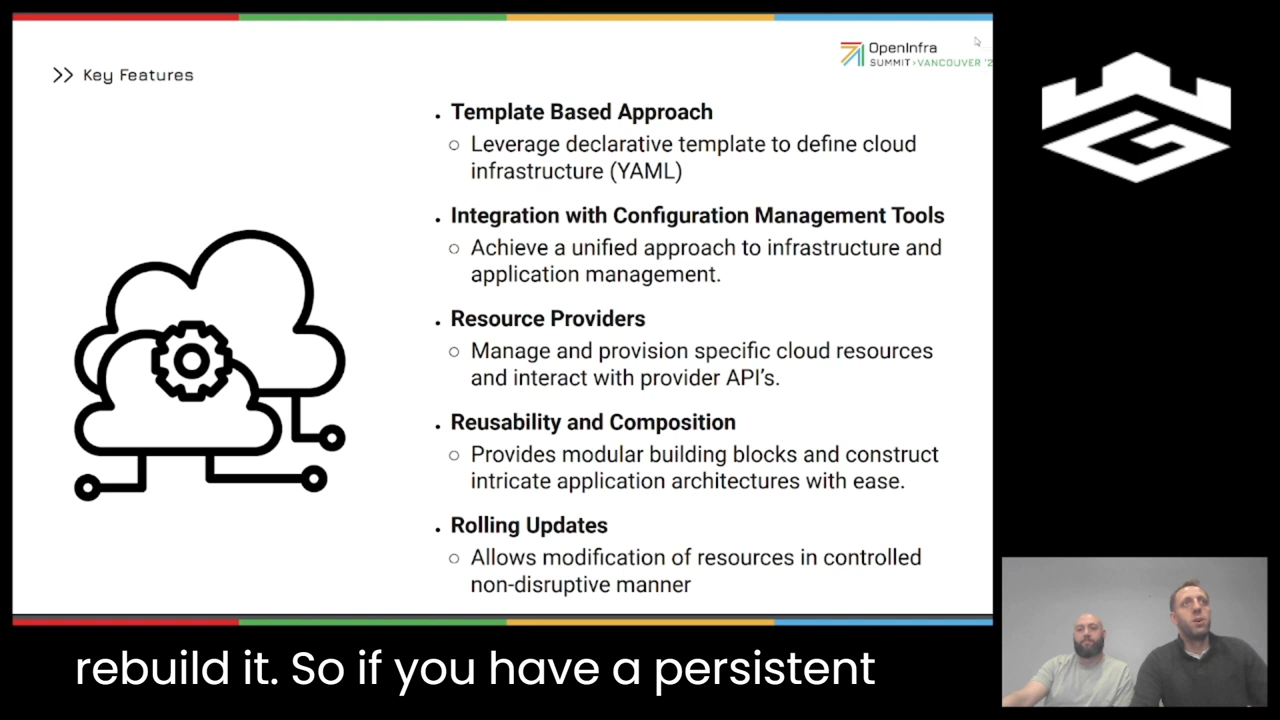 Key Features
OpenInfra
SUMMIT › VANCOUVER '2
• Template Based Approach
○ Leverage declarative template to define cloud
infrastructure (YAML)
• Integration with Configuration Management Tools
○ Achieve a unified approach to infrastructure and
application management.
• Resource Providers
○ Manage and provision specific cloud resources
and interact with provider API's.
• Reusability and Composition
○ Provides modular building blocks and construct
intricate application architectures with ease.
• Rolling Updates
○ Allows modification of resources in controlled
non-disruptive manner
rebuild it. So if you have a persistent